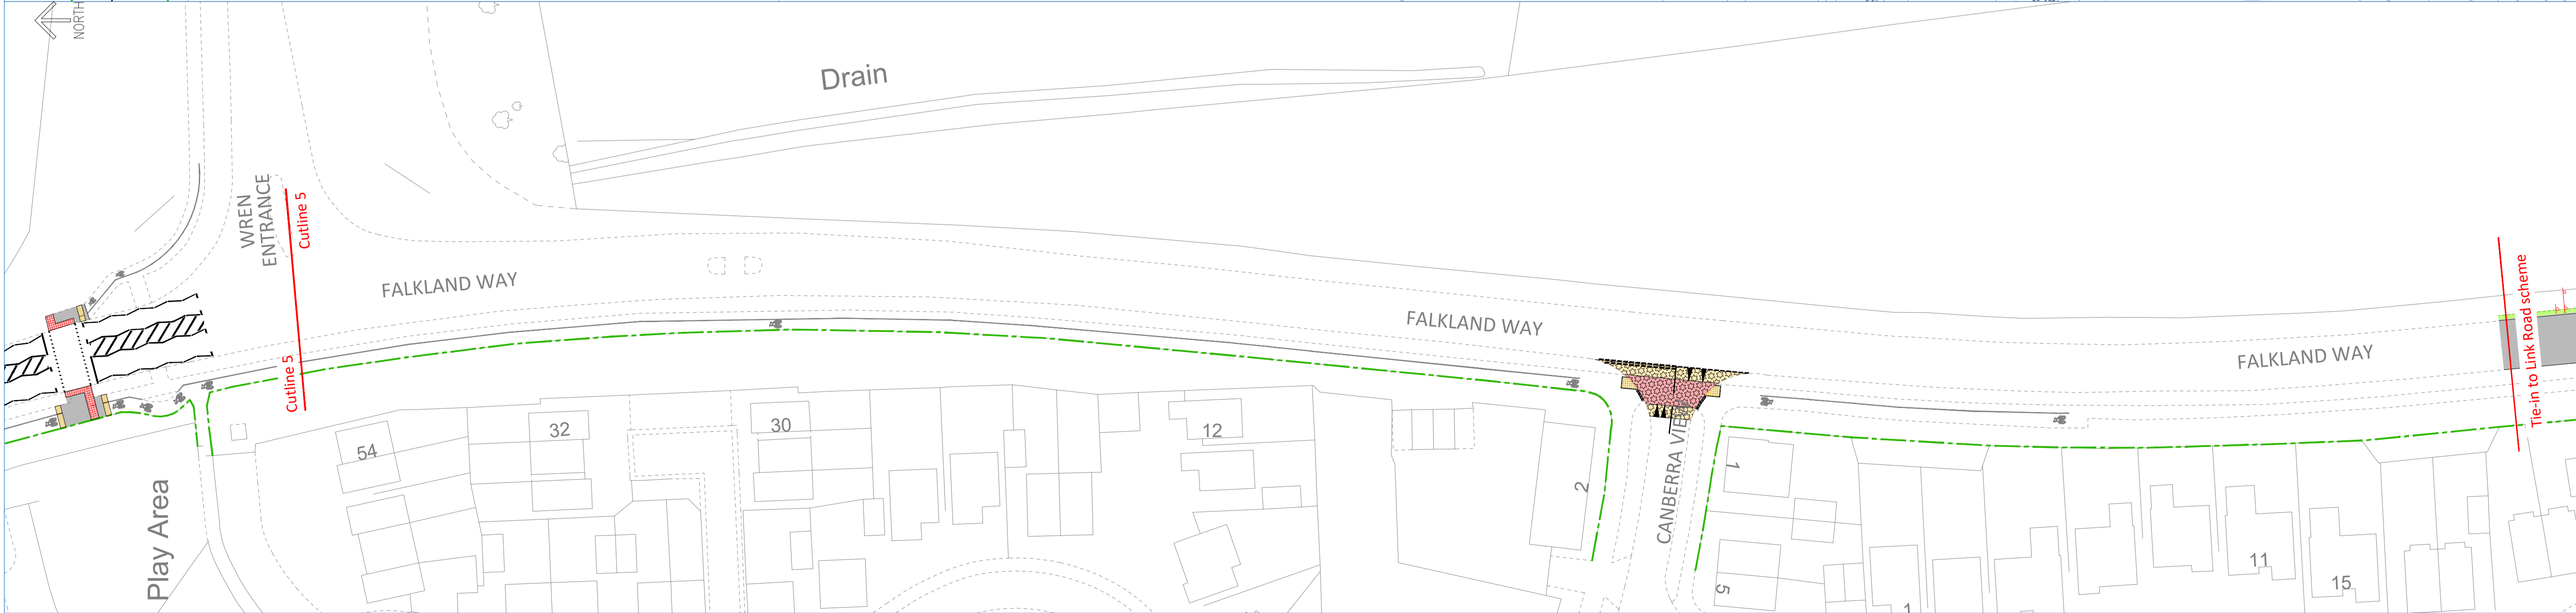 NORTH
Drain
WREN
ENTRANCE
Cutline 5
FALKLAND WAY
FALKLAND WAY
FALKLAND WAY
Cutline 5
Tie-in to Link Road scheme
54
32
30
12
2
1
CANBERRA VIEW
Play Area
5
1
11
15